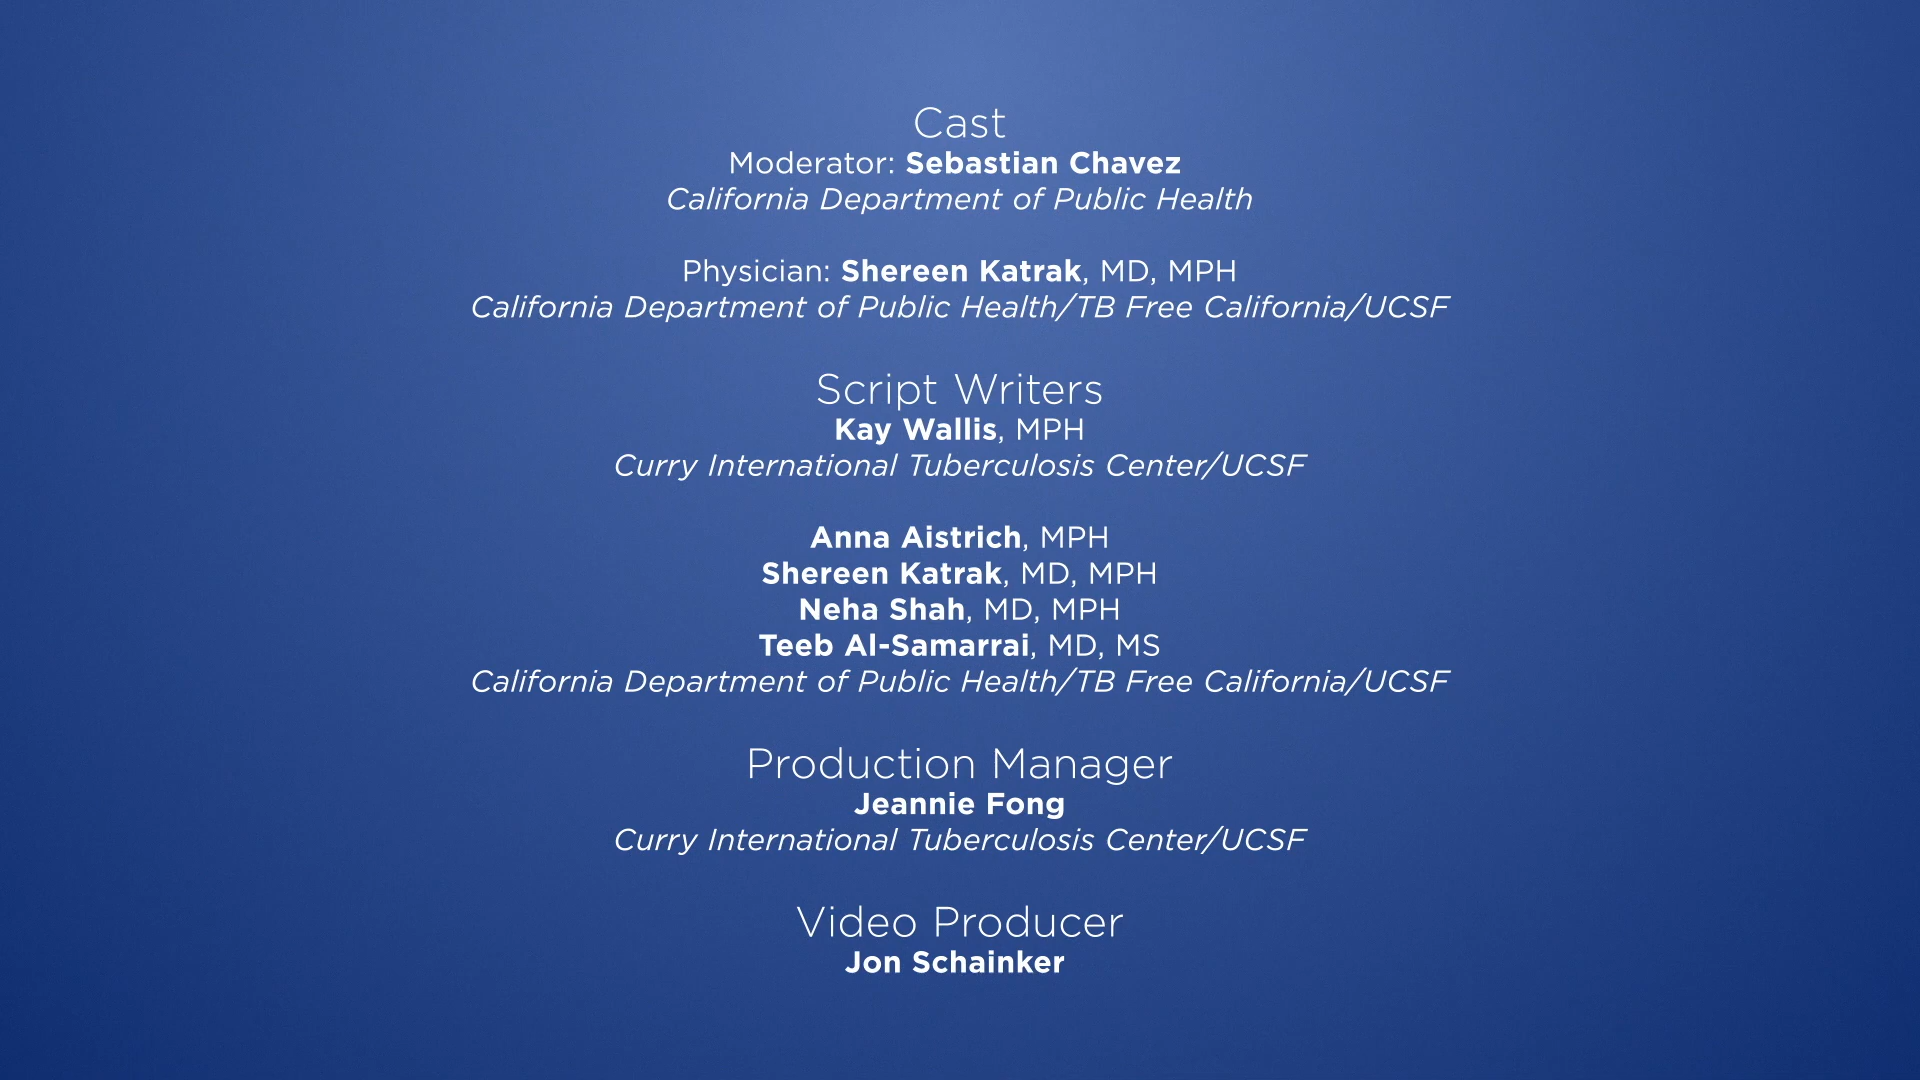 Cast
Moderator: Sebastian Chavez
California Department of Public Health
Physician: Shereen Katrak, MD, MPH
California Department of Public Health/TB Free California/UCSF
Script Writers
Kay Wallis, MPH
Curry International Tuberculosis Center/UCSF
Anna Aistrich, MPH
Shereen Katrak, MD, MPH
Neha Shah, MD, MPH
Teeb Al-Samarrai, MD, MS
California Department of Public Health/TB Free California/UCSF
Production Manager
Jeannie Fong
Curry International Tuberculosis Center/UCSF
Video Producer
Jon Schainker